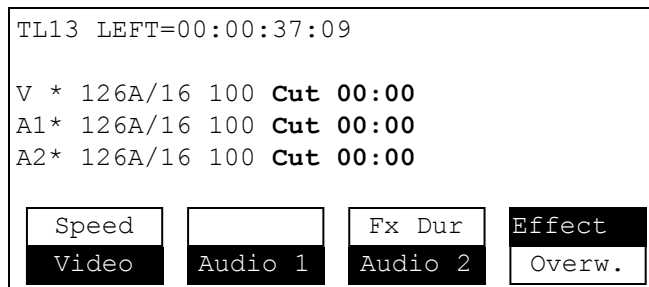 TL13 LEFT=00:00:37:09
V * 126A/16 100 Cut 00:00
A1* 126A/16 100 Cut 00:00
A2* 126A/16 100 Cut 00:00
Speed Fx Dur Effect
Video Audio 1 Audio 2 Overw.